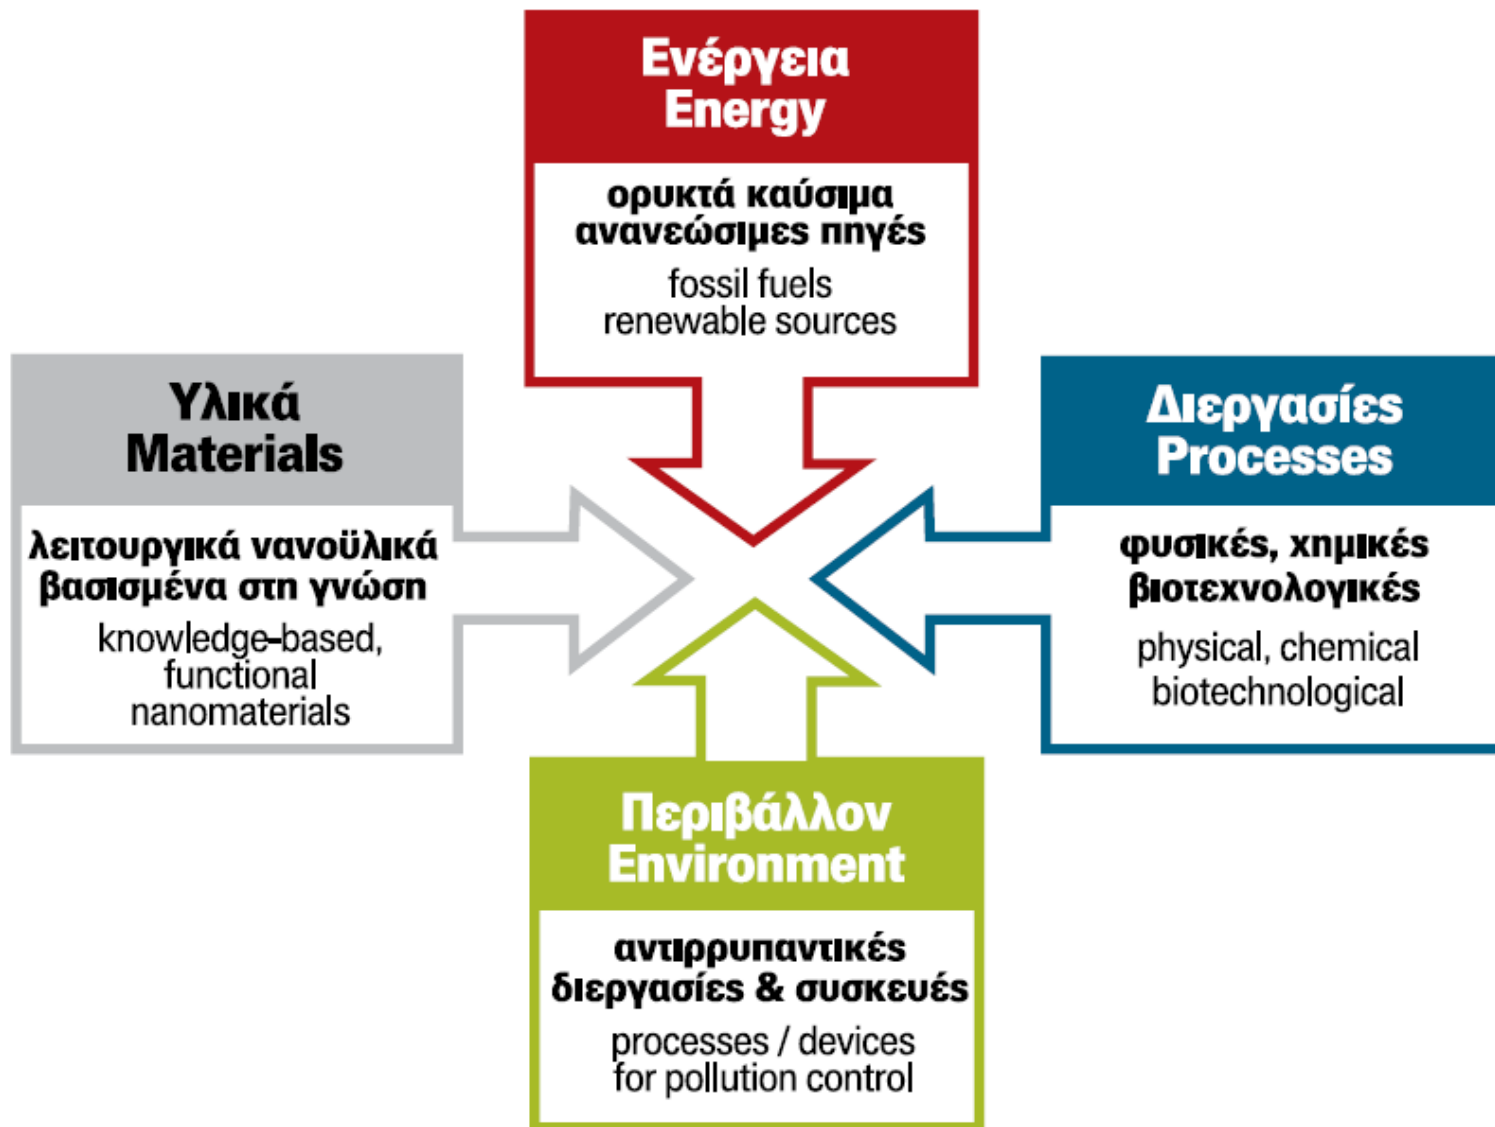 Ενέργεια
Energy
ορυκτά καύσιμα
ανανεώσιμες πηγές
fossil fuels
renewable sources
Υλικά
Materials
λειτουργικά νανοϋλικά
βασισμένα στη γνώση
knowledge-based,
functional
nanomaterials
Διεργασίες
Processes
φυσικές, χημικές
βιοτεχνολογικές
physical, chemical
biotechnological
Περιβάλλον
Environment
αντιρρυπαντικές
διεργασίες & συσκευές
processes / devices
for pollution control